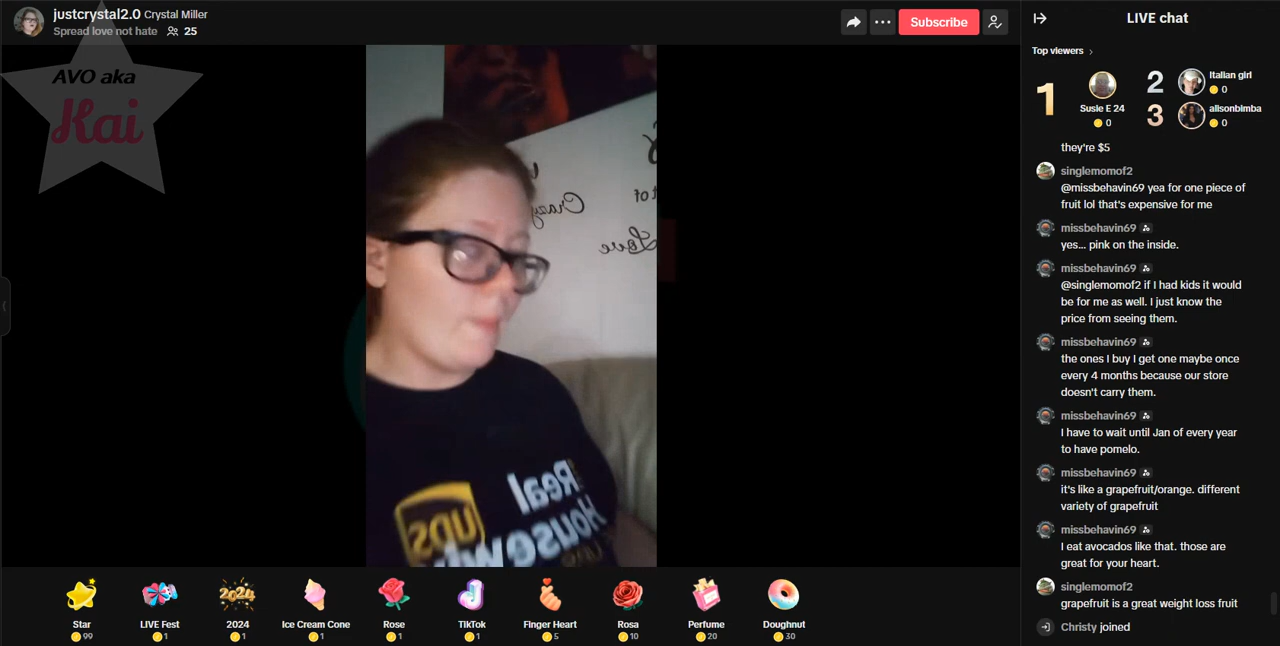 justcrystal2.0 Crystal Miller
Spread love not hate 25
Subscribe
AVO aka
Kai
Crazy
of
Love
Real
Housewi
ups
LIVE chat
Top viewers
1
Susie E 24
0
2
Italian girl
0
3
alisonbimba
0
they're $5
singlemomof2
@missbehavin69 yea for one piece of
fruit lol that's expensive for me
missbehavin69
yes... pink on the inside.
missbehavin69
@singlemomof2 if I had kids it would
be for me as well. I just know the
price from seeing them.
missbehavin69
the ones I buy I get one maybe once
every 4 months because our store
doesn't carry them.
missbehavin69
I have to wait until Jan of every year
to have pomelo.
missbehavin69
it's like a grapefruit/orange. different
variety of grapefruit
missbehavin69
I eat avocados like that. those are
great for your heart.
singlemomof2
grapefruit is a great weight loss fruit
Christy joined
2024
Star LIVE Fest 2024 Ice Cream Cone Rose TikTok Finger Heart Rosa Perfume Doughnut
99 1 1 1 1 1 5 10 20 30